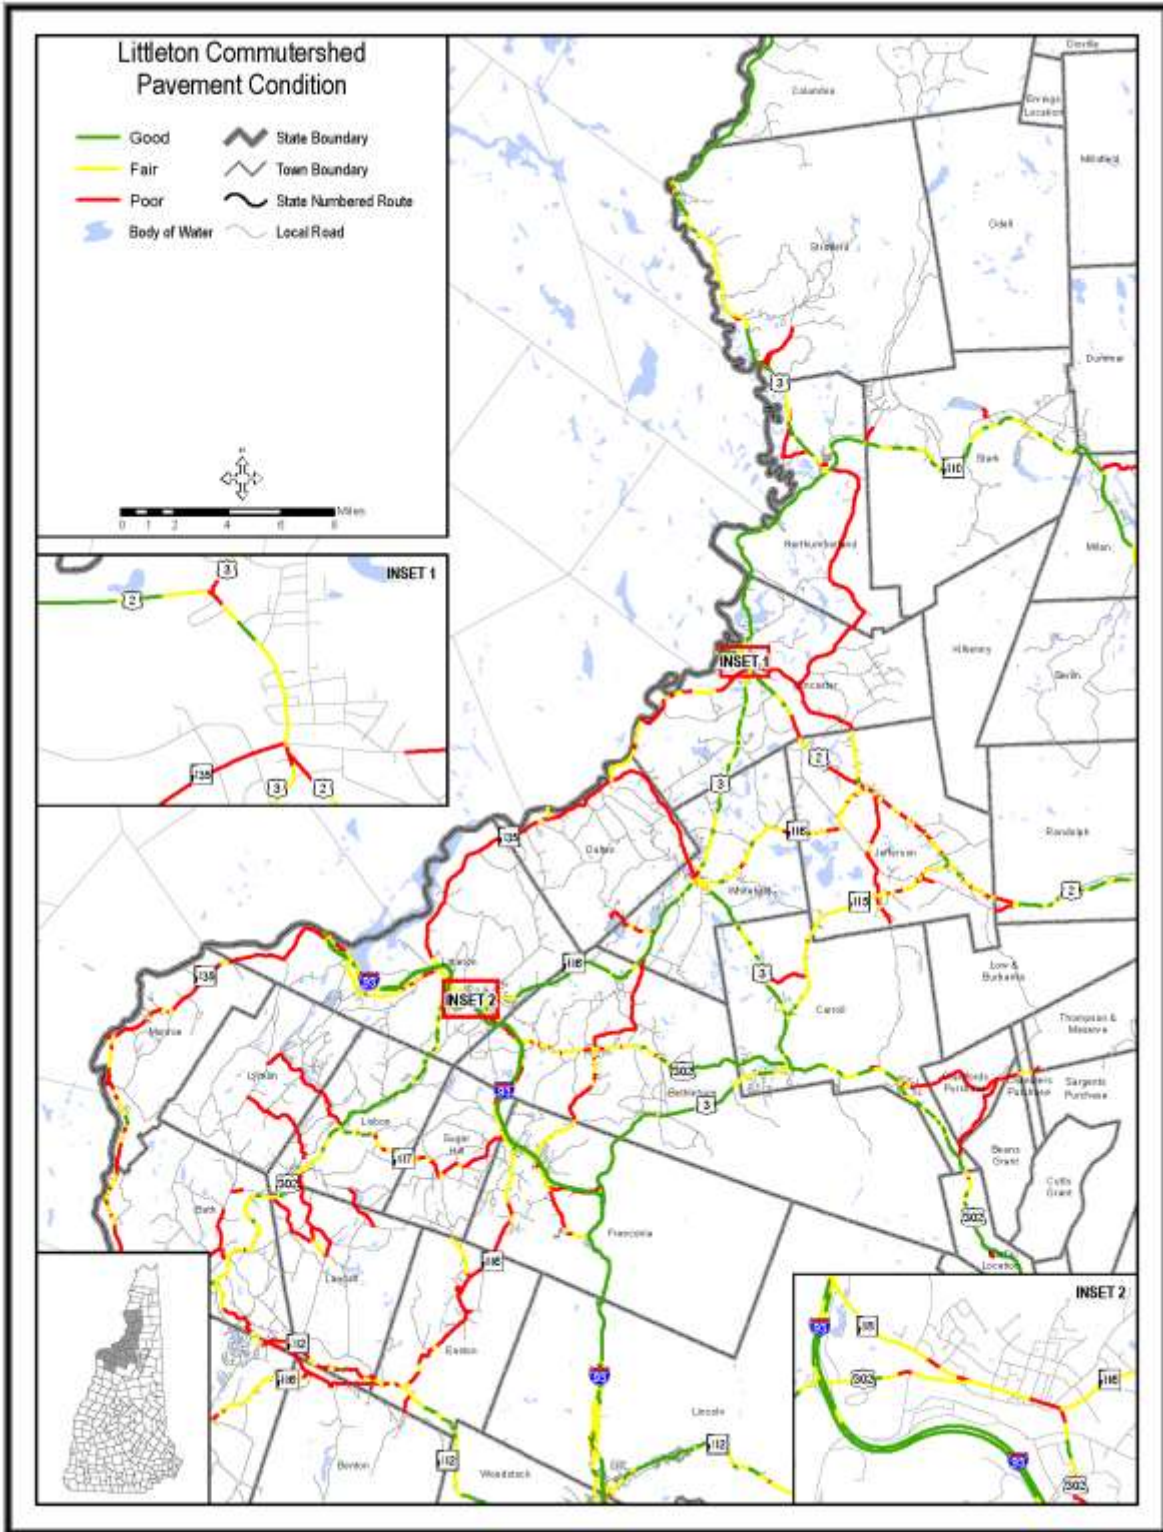 Littleton Commutershed
Pavement Condition
Good
State Boundary
Fair
Town Boundary
Poor
State Numbered Route
Body of Water
Local Road
Miles
0 1 2 4 6 8
INSET 1
3
2
135
3
2
Columbia
Millsfield
Odell
Stratford
Dummer
3
110
Stark
Milan
Northumberland
Kilkenny
Berlin
INSET 1
Lancaster
2
3
135
116
Dalton
Jefferson
Randolph
Whitefield
115
2
Littleton
116
93
135
3
INSET 2
Low &
Burbanks
Carroll
Thompson &
Meserve
Monroe
Lyman
302
93
Bethlehem
3
Sargents
Purchase
Lisbon
Sugar
Hill
117
Beans
Grant
302
Cutts
Grant
Bath
302
Franconia
Landaff
116
Easton
112
116
93
Lincoln
112
Benton
112
Woodstock
INSET 2
93
116
302
93
302